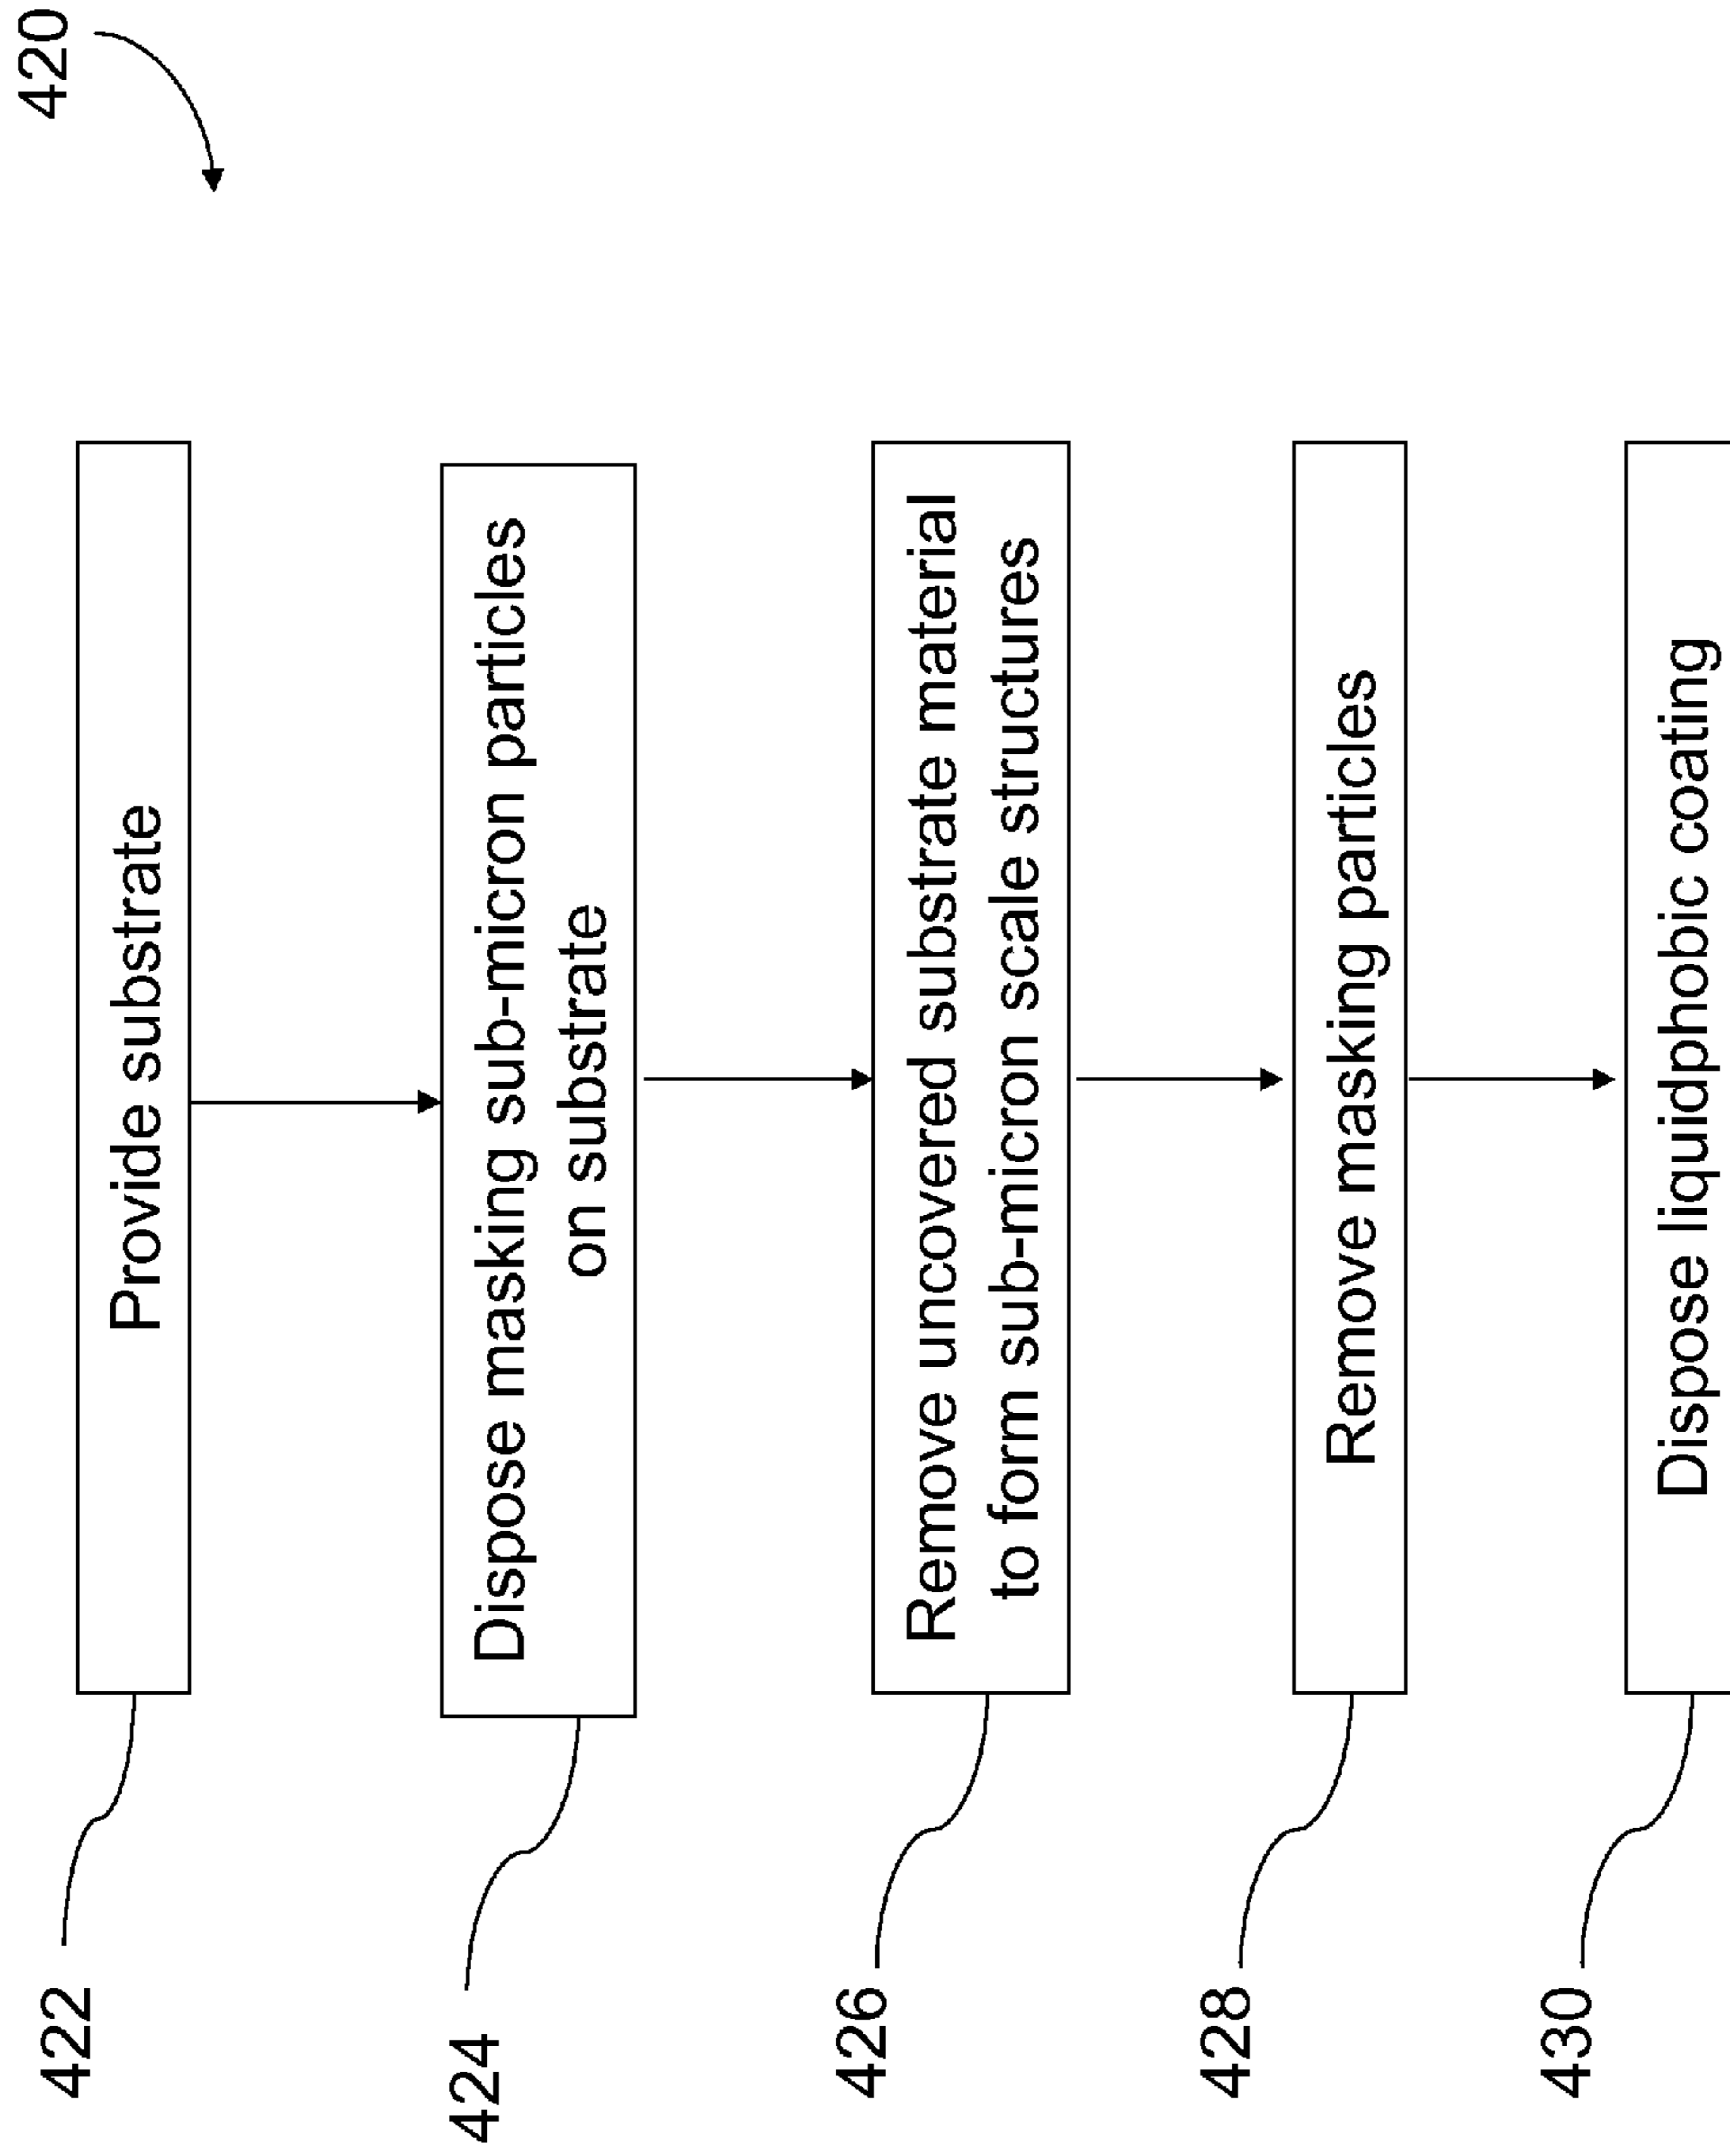 420
422
Provide substrate
424
Dispose masking sub-micron particles
on substrate
426
Remove uncovered substrate material
to form sub-micron scale structures
428
Remove masking particles
430
Dispose liquidphobic coating